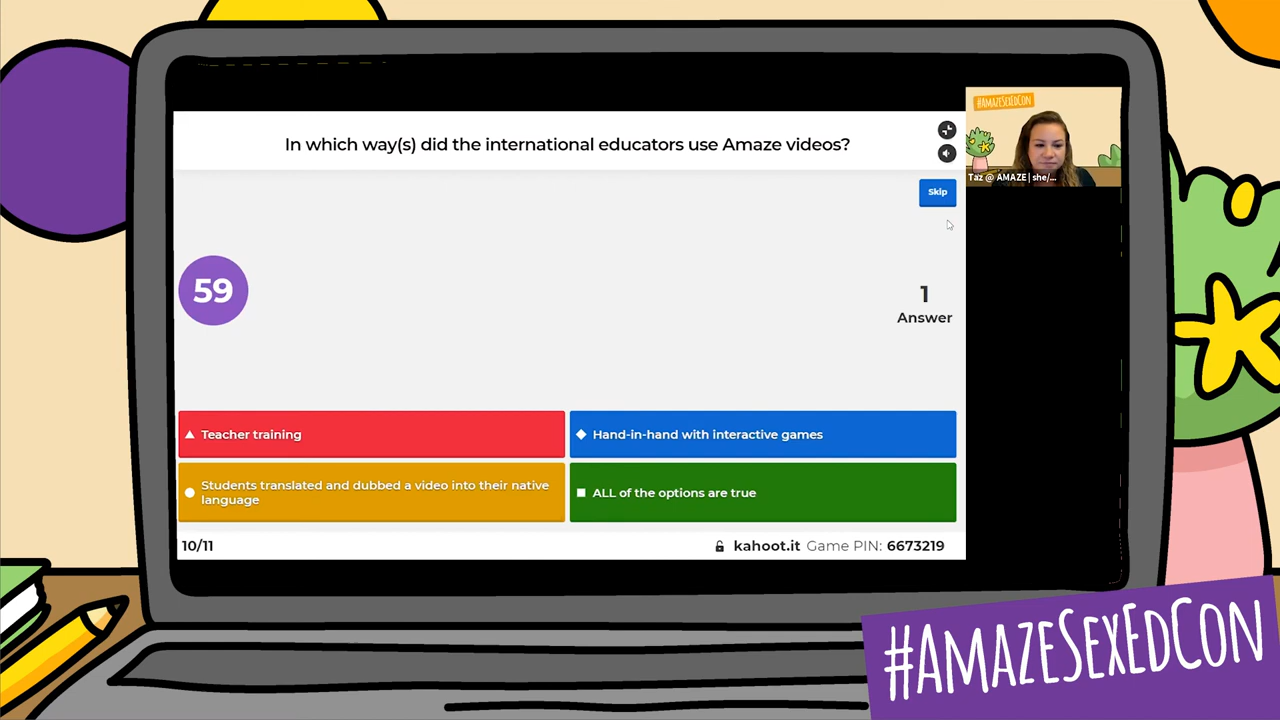 In which way(s) did the international educators use Amaze videos?
#AMAZESEXEDCON
Taz @ AMAZE | she/...
Skip
59
1
Answer
Teacher training
Hand-in-hand with interactive games
Students translated and dubbed a video into their native
language
ALL of the options are true
10/11
kahoot.it Game PIN: 6673219
#AMAZESEXEDCON